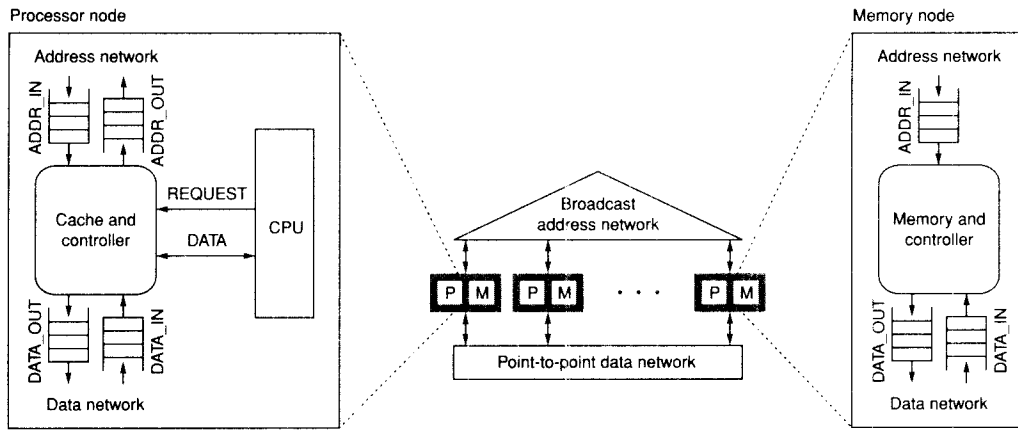 Processor node
Address network
ADDR_IN
ADDR_OUT
REQUEST
Cache and
controller
DATA
CPU
DATA_OUT
DATA_IN
Data network
Broadcast
address network
P M
P M
. . .
P M
Point-to-point data network
Memory node
Address network
ADDR_IN
Memory and
controller
DATA_OUT
DATA_IN
Data network